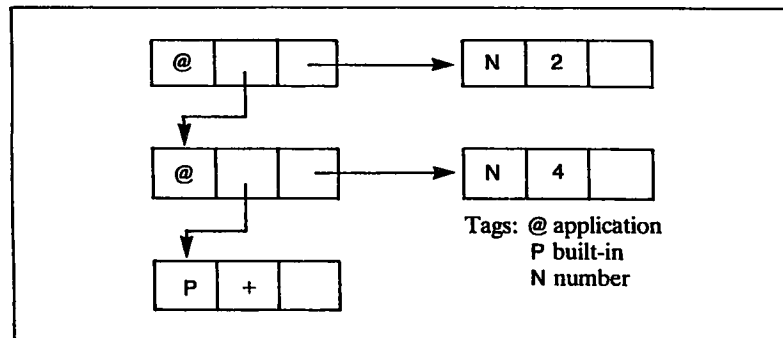 @ N 2
@ N 4
Tags: @ application
P built-in
N number
P +